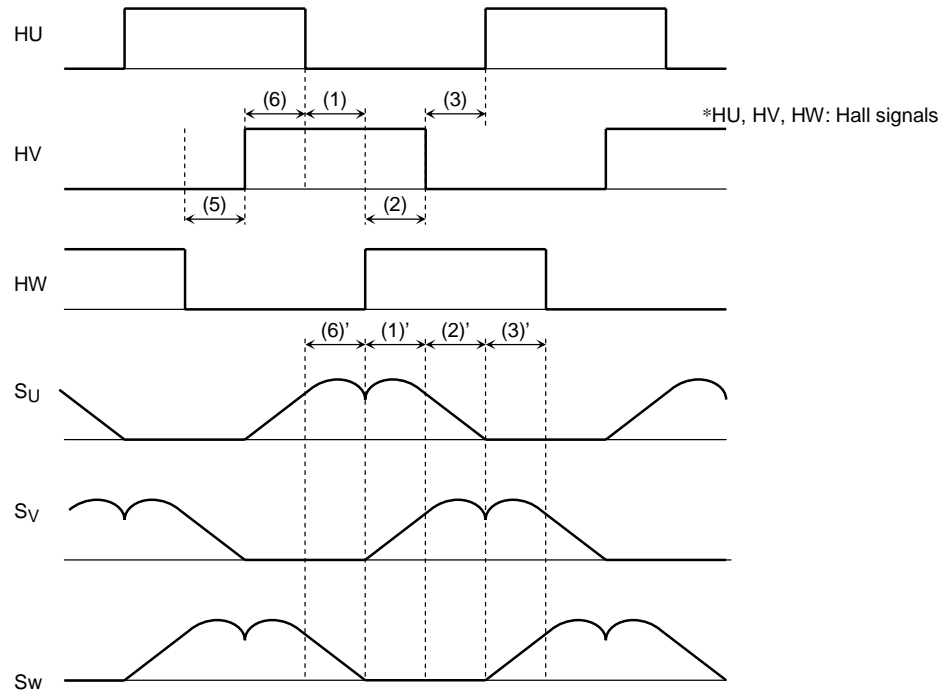 HU
(6) (1) (3)
*HU, HV, HW: Hall signals
HV
(5) (2)
HW
(6)’ (1)’ (2)’ (3)’
SU
SV
Sw